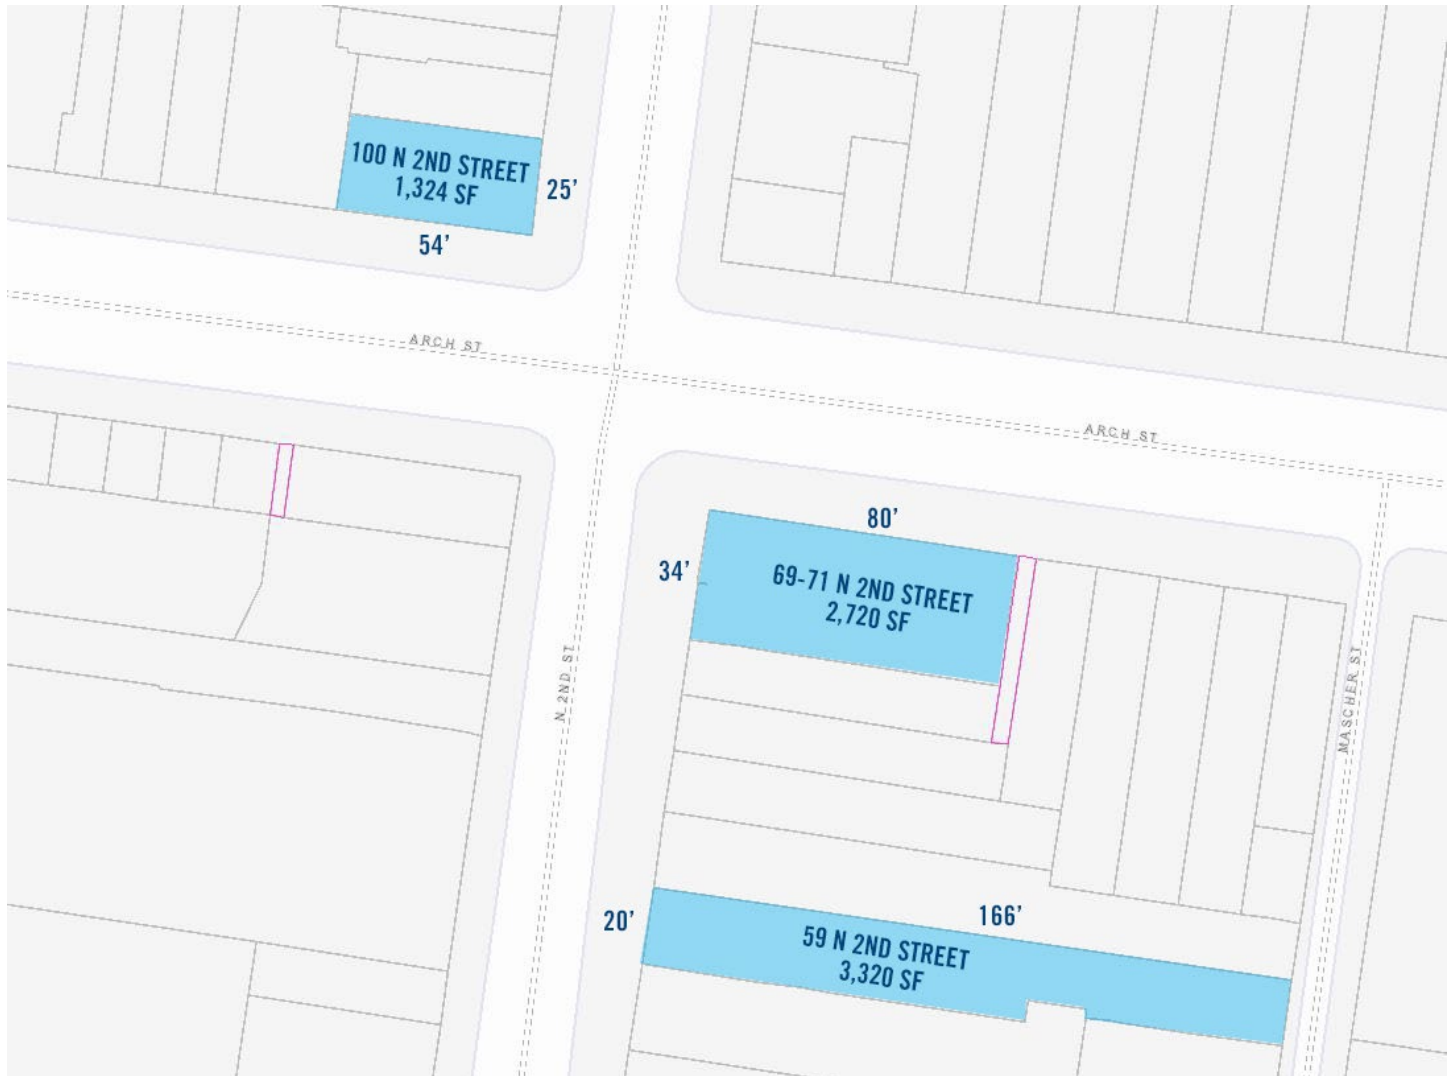 100 N 2ND STREET
1,324 SF
25'
54'
ARCH ST
ARCH ST
80'
34'
69-71 N 2ND STREET
2,720 SF
N 2ND ST
MASCHER ST
166'
20'
59 N 2ND STREET
3,320 SF